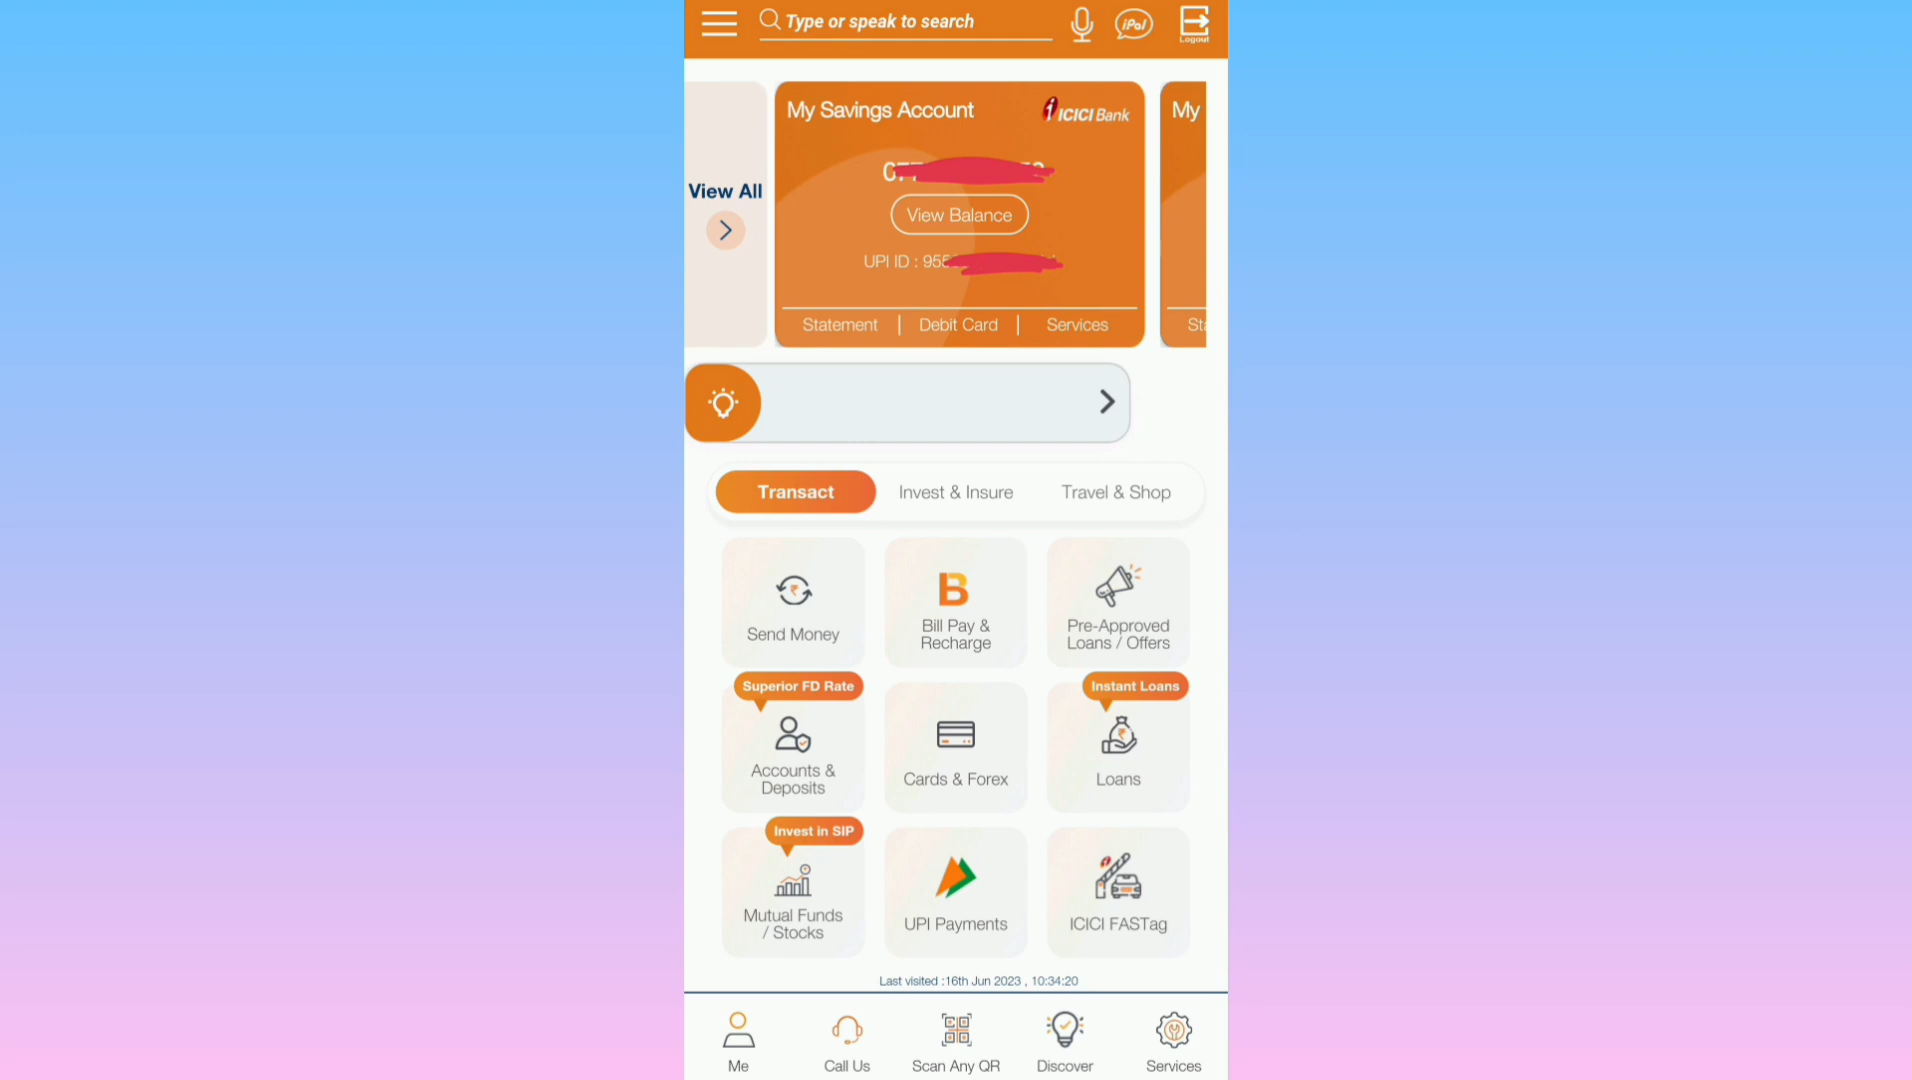 Type or speak to search
iPal
Logout
View All
My Savings Account
ICICI Bank
My
View Balance
UPI ID : 955
Statement
Debit Card
Services
Transact
Invest & Insure
Travel & Shop
Send Money
Bill Pay &
Recharge
Pre-Approved
Loans / Offers
Superior FD Rate
Accounts &
Deposits
Cards & Forex
Instant Loans
Loans
Invest in SIP
Mutual Funds
/ Stocks
UPI Payments
ICICI FASTag
Last visited :16th Jun 2023 , 10:34:20
Me
Call Us
Scan Any QR
Discover
Services